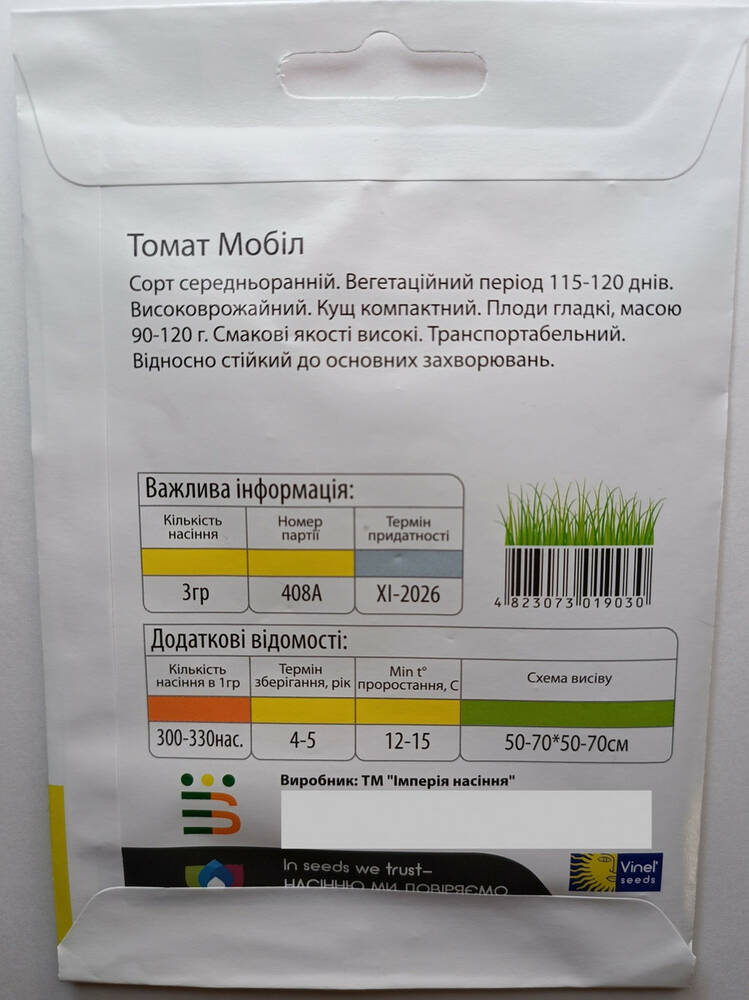 Томат Мобіл
Сорт середньоранній. Вегетаційний період 115-120 днів.
Високоврожайний. Кущ компактний. Плоди гладкі, масою
90-120 г. Смакові якості високі. Транспортабельний.
Відносно стійкий до основних захворювань.
Важлива інформація:
Кількість насіння
Номер партії
Термін придатності
3гр
408А
XI-2026
4 823073 019030
Додаткові відомості:
Кількість насіння в 1гр
Термін зберігання, рік
Min t° проростання, С
Схема висіву
300-330нас.
4-5
12-15
50-70*50-70см
Виробник: ТМ "Імперія насіння"
In seeds we trust–
НАСІННЮ МИ ДОВІРЯЄМО
Vinel'
seeds